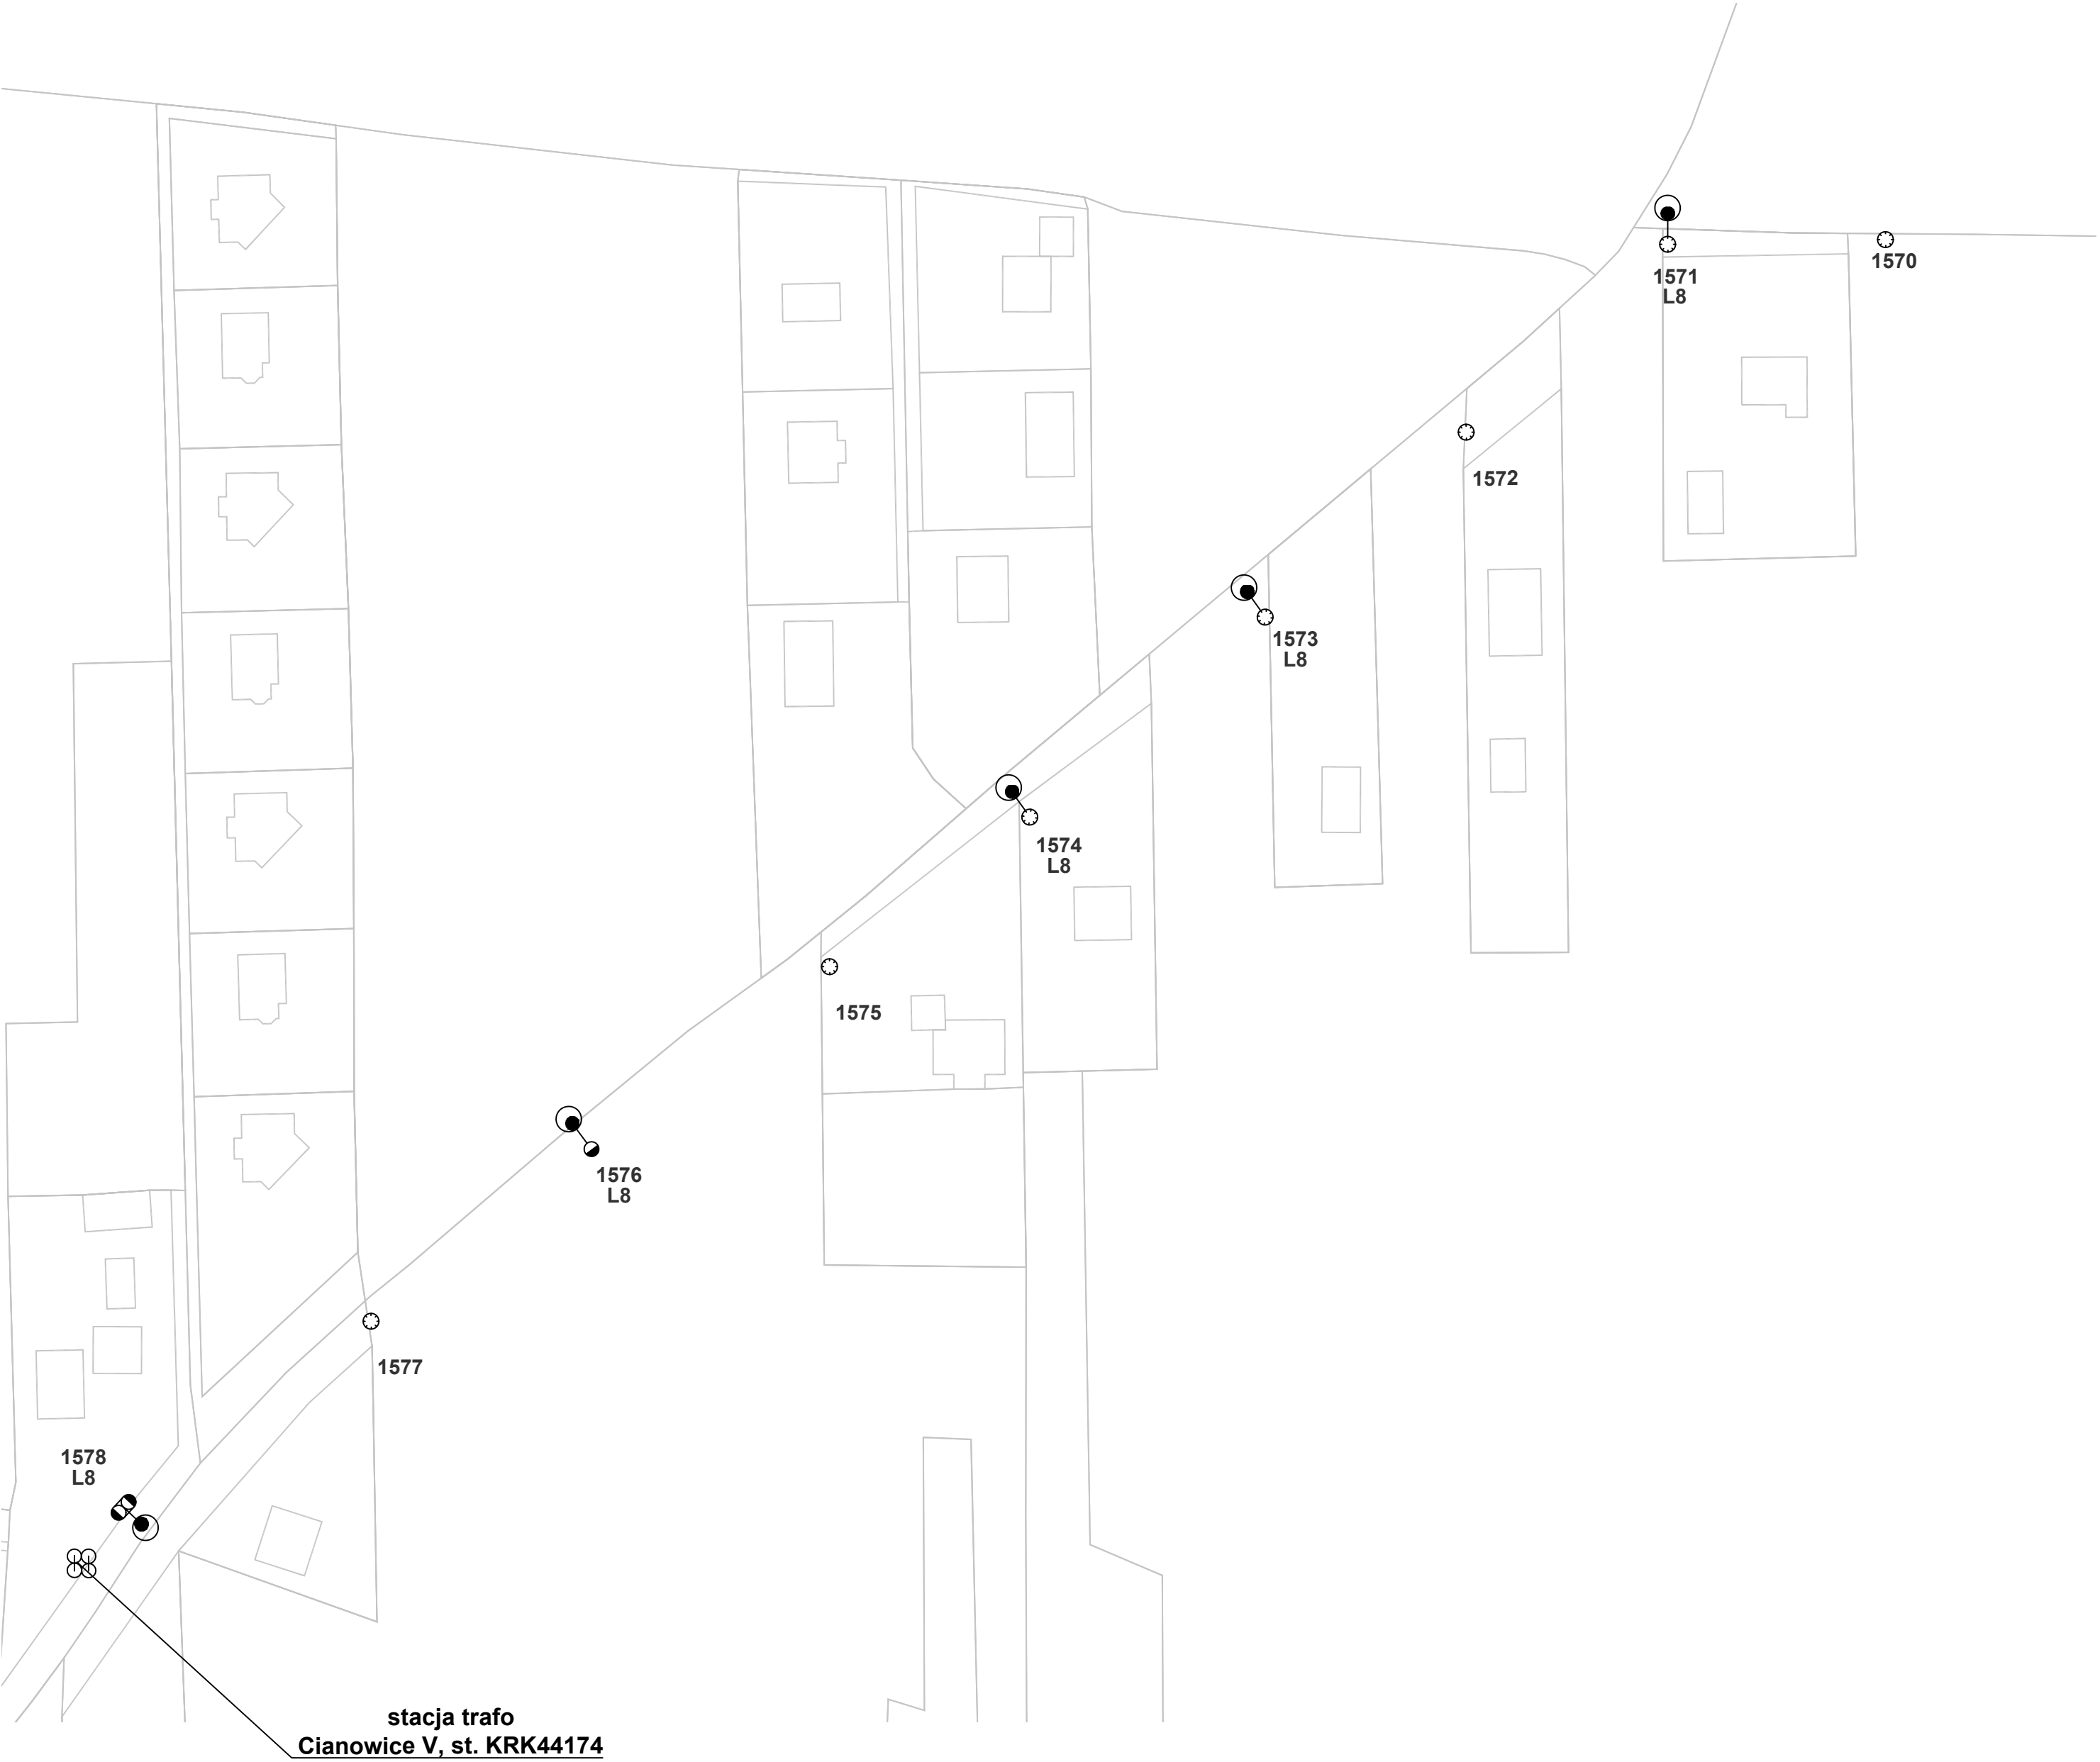 1570
1571
L8
1572
1573
L8
1574
L8
1575
1576
L8
1577
1578
L8
stacja trafo
Cianowice V, st. KRK44174